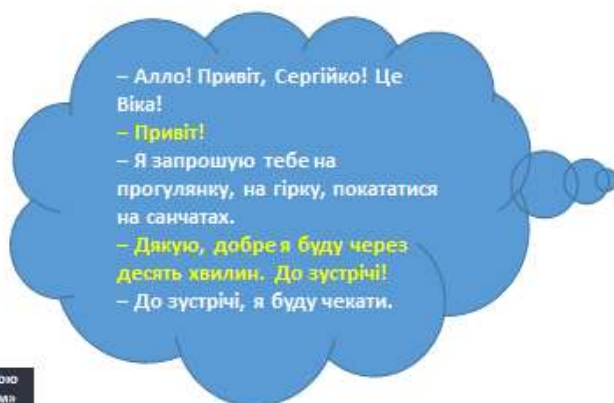 – Алло! Привіт, Сергійко! Це
Віка!
– Привіт!
– Я запрошую тебе на
прогулянку, на гірку, покататися
на санчатах.
– Дякую, добре я буду через
десять хвилин. До зустрічі!
– До зустрічі, я буду чекати.